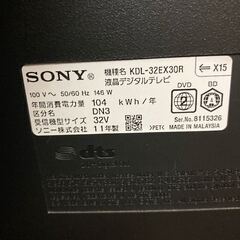 SONY
機種名 KDL-32EX30R
液晶デジタルテレビ
⇐ X15
100 V～ 50/60 Hz 146 W
年間消費電力量 104 kWh/年
区分名 DN3
受信機型サイズ 32V
ソニー株式会社 11年製
DVD
BD
MADE IN MALAYSIA
Ser.No: 8115326
dts